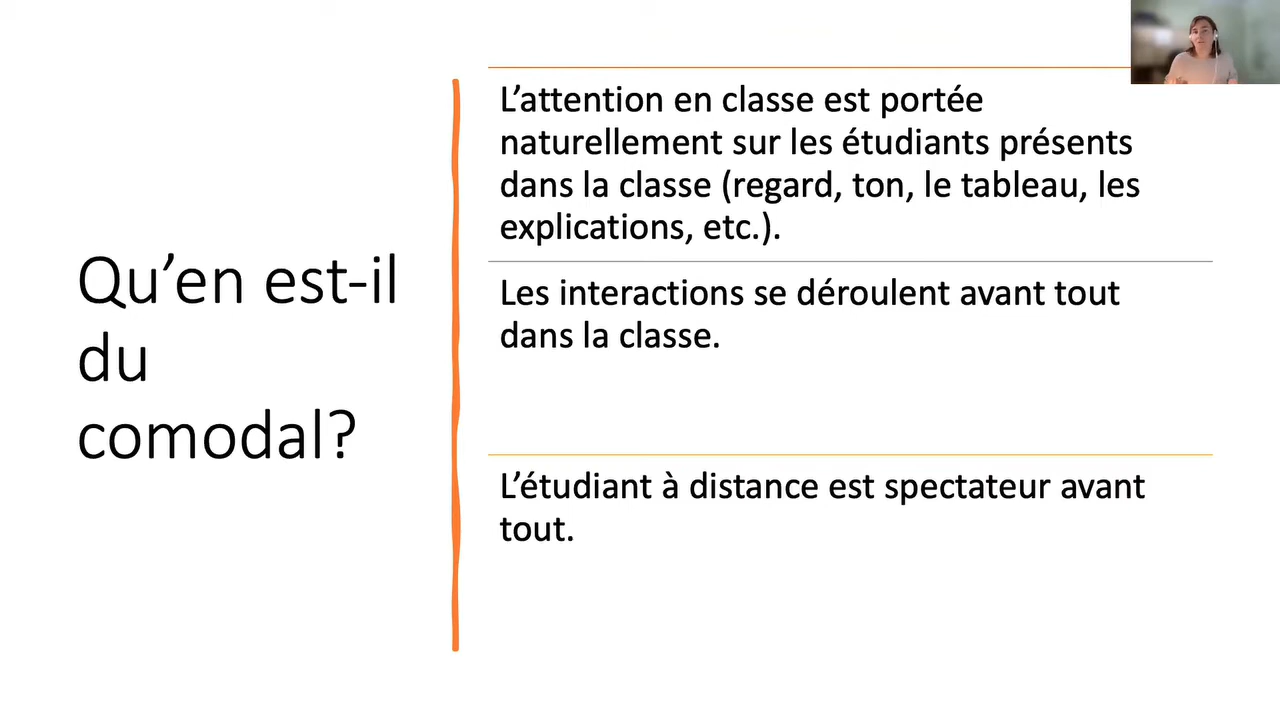 Qu’en est-il
du
comodal?
L’attention en classe est portée
naturellement sur les étudiants présents
dans la classe (regard, ton, le tableau, les
explications, etc.).
Les interactions se déroulent avant tout
dans la classe.
L’étudiant à distance est spectateur avant
tout.